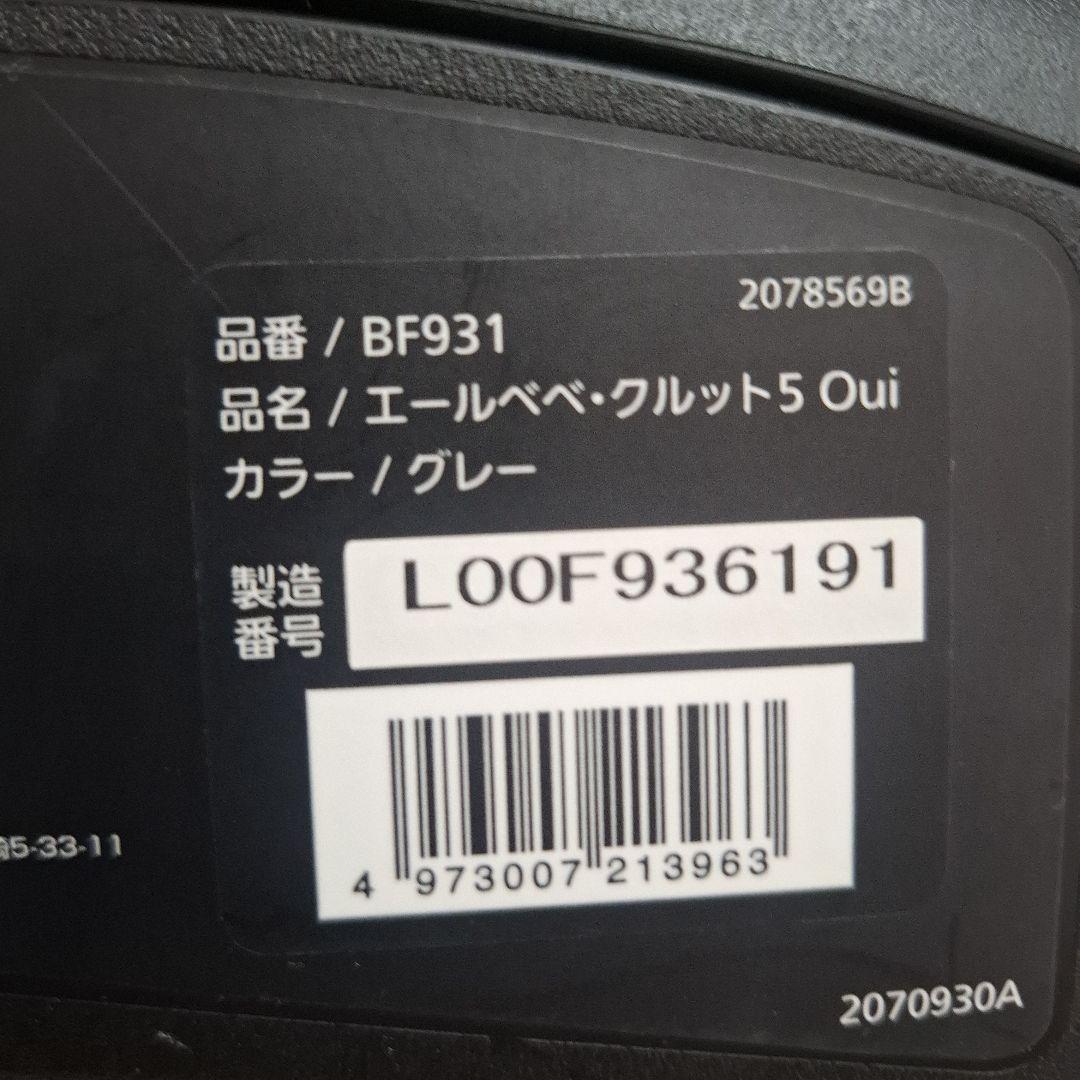 2078569B
品番 / BF931
品名 / エールベベ・クルット5 Oui
カラー / グレー
製造
番号
L00F936191
4 973007 213963
5-33-11
2070930A